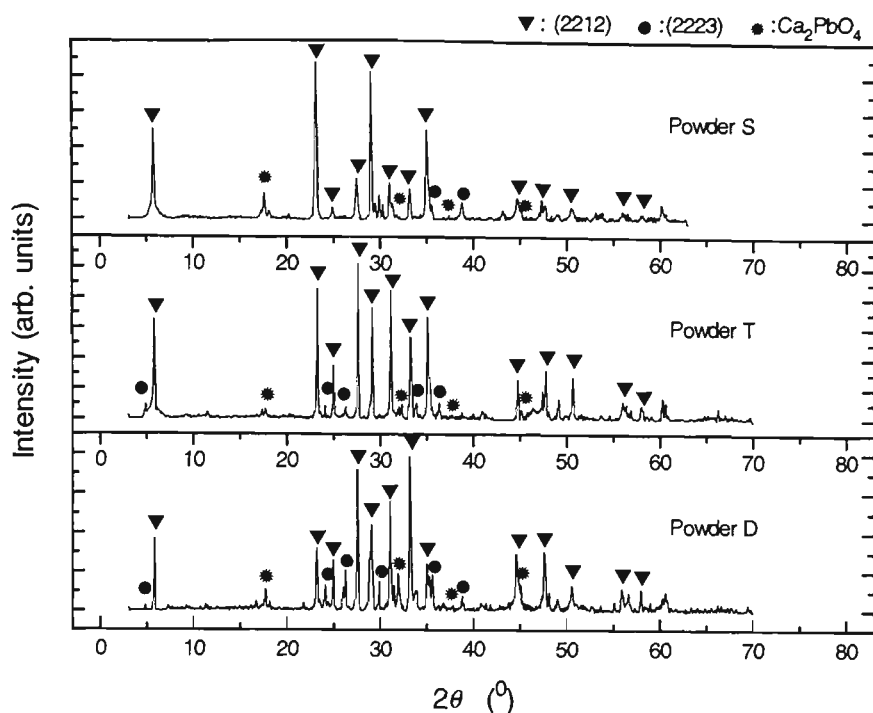 ▼: (2212) ●:(2223) ✹:Ca₂PbO₄
Powder S
0 10 20 30 40 50 60 70 80
Powder T
0 10 20 30 40 50 60 70 80
Powder D
0 10 20 30 40 50 60 70 80
Intensity (arb. units)
2θ (⁰)